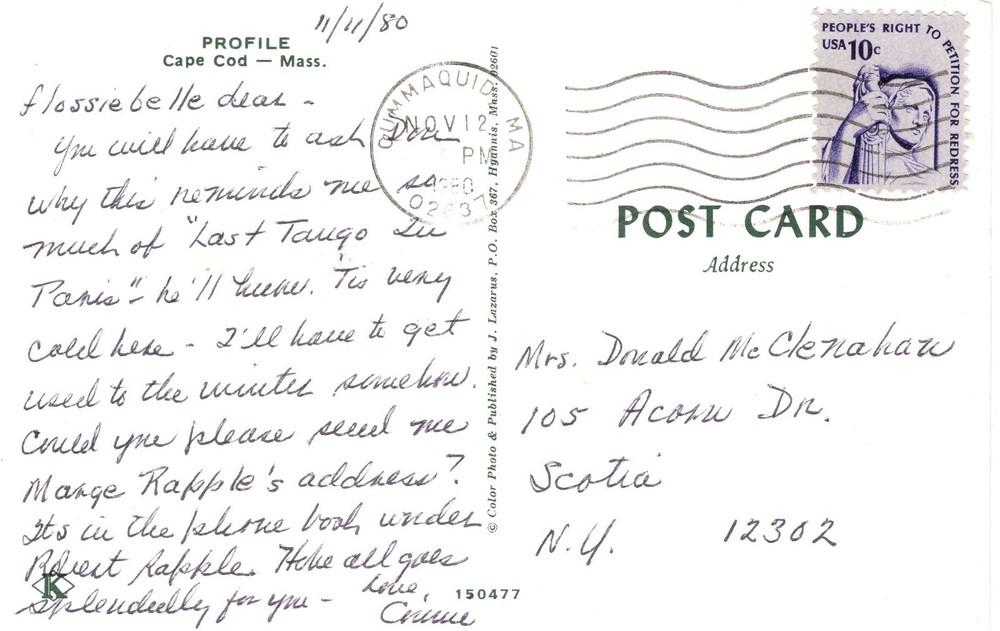 11/11/80
PROFILE
Cape Cod — Mass.
Flossiebelle dear -
You will have to ask Don
why this reminds me so
much of "Last Tango In
Paris" - he'll know. 'Tis very
cold here - I'll have to get
used to the winter somehow.
Could you please send me
Marge Rapple's address?
Its in the phone book under
Robert Rapple. Hope all goes
splendedly for you -
Love,
Connie
K
150477
© Color Photo & Published by J. Lazarus, P.O. Box 367, Hyannis, Mass. 02601
CUMMAQUID, MA
NOV 12
PM
1980
02637
PEOPLE'S RIGHT TO PETITION FOR REDRESS
USA 10c
POST CARD
Address
Mrs. Donald McClenahan
105 Acorn Dr.
Scotia
N.Y. 12302